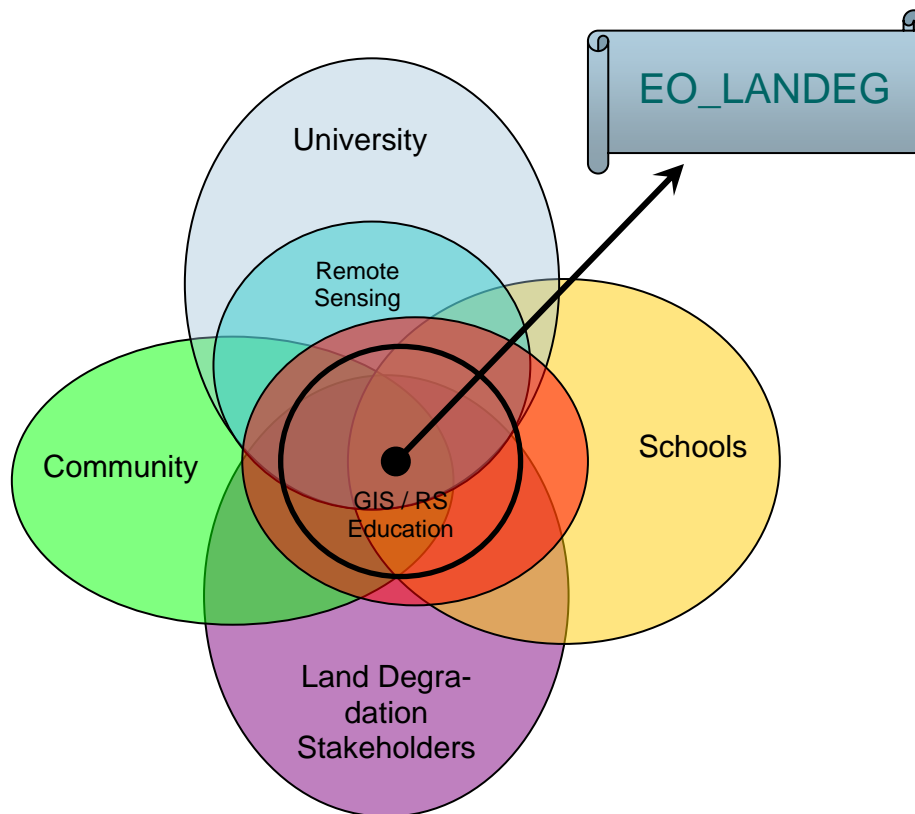 EO_LANDEG
University
Remote
Sensing
Schools
Community
GIS / RS
Education
Land Degra-
dation
Stakeholders